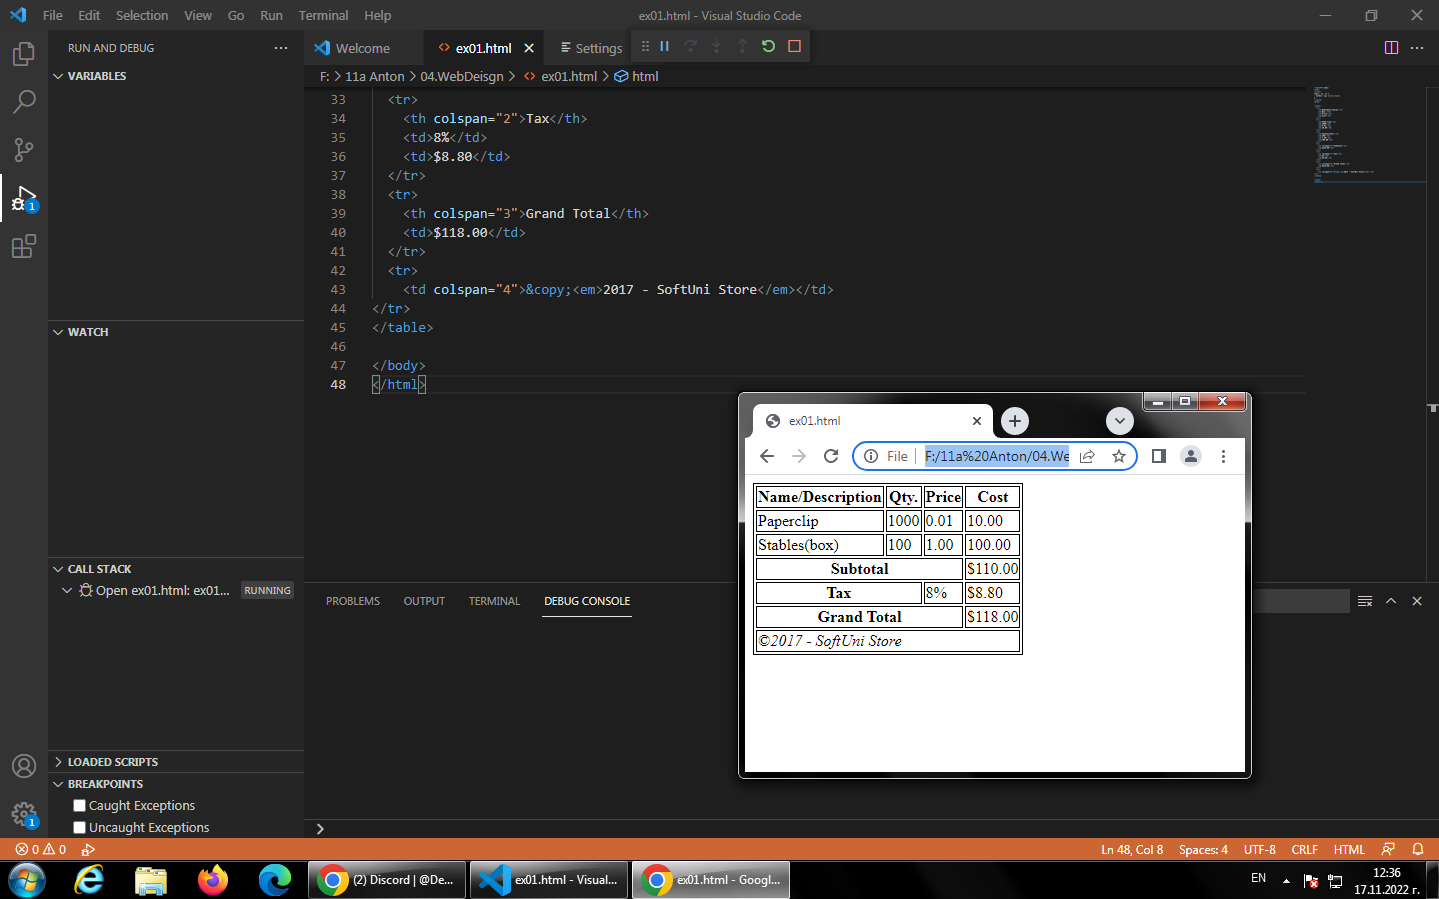 File Edit Selection View Go Run Terminal Help
ex01.html - Visual Studio Code
RUN AND DEBUG
Welcome
ex01.html
Settings
F: > 11a Anton > 04.WebDeisgn > ex01.html > html
VARIABLES
33 <tr>
34 <th colspan="2">Tax</th>
35 <td>8%</td>
36 <td>$8.80</td>
37 </tr>
38 <tr>
39 <th colspan="3">Grand Total</th>
40 <td>$118.00</td>
41 </tr>
42 <tr>
43 <td colspan="4">&copy;<em>2017 - SoftUni Store</em></td>
44 </tr>
45 </table>
46
47 </body>
48 </html>
WATCH
CALL STACK
Open ex01.html: ex01... RUNNING
LOADED SCRIPTS
BREAKPOINTS
Caught Exceptions
Uncaught Exceptions
PROBLEMS OUTPUT TERMINAL DEBUG CONSOLE
ex01.html
File | F:/11a%20Anton/04.We
Name/Description Qty. Price Cost
Paperclip 1000 0.01 10.00
Stables(box) 100 1.00 100.00
Subtotal $110.00
Tax 8% $8.80
Grand Total $118.00
©2017 - SoftUni Store
1
1
0 0
Ln 48, Col 8 Spaces: 4 UTF-8 CRLF HTML
(2) Discord | @De...
ex01.html - Visual...
ex01.html - Googl...
EN
12:36
17.11.2022 г.